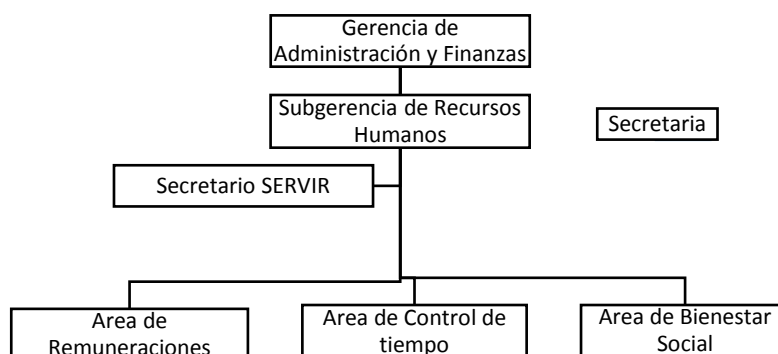 Gerencia de
Administración y Finanzas
Subgerencia de Recursos
Humanos
Secretaria
Secretario SERVIR
Area de
Remuneraciones
Area de Control de
tiempo
Area de Bienestar
Social